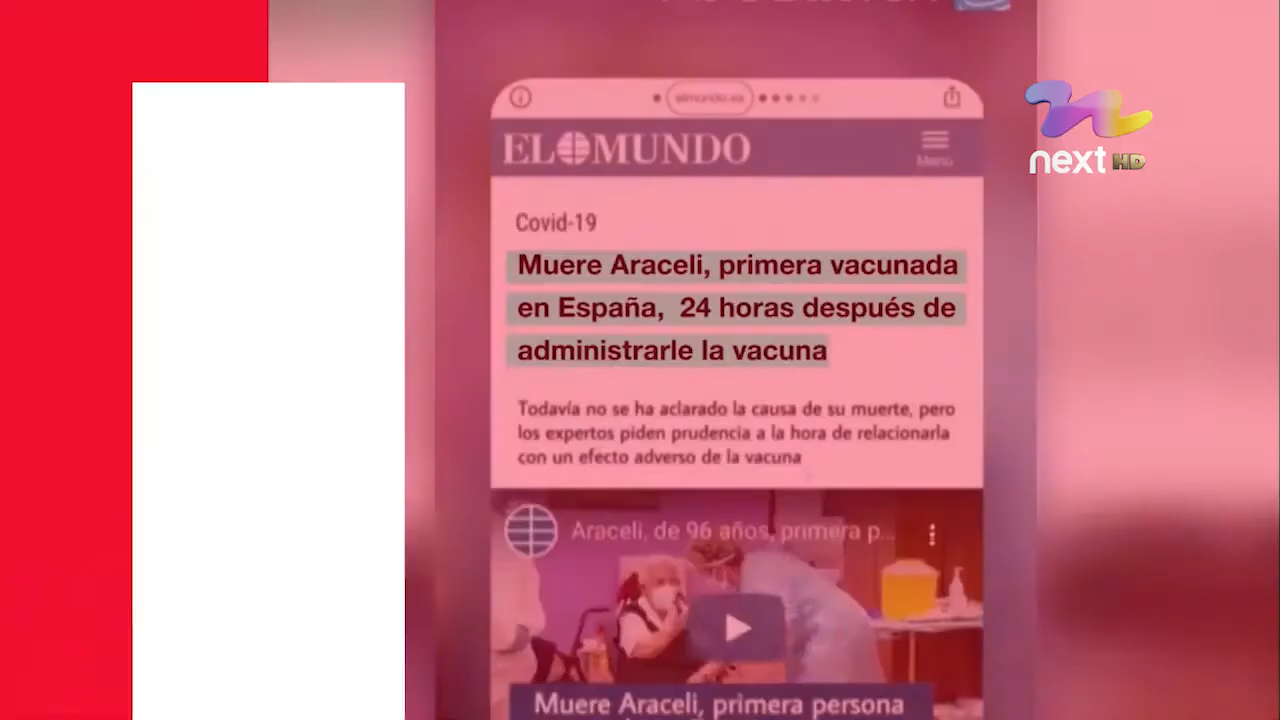 EL MUNDO
Menú
next HD
Covid-19
Muere Araceli, primera vacunada
en España, 24 horas después de
administrarle la vacuna
Todavía no se ha aclarado la causa de su muerte, pero
los expertos piden prudencia a la hora de relacionarla
con un efecto adverso de la vacuna
Araceli, de 96 años, primera p...
Muere Araceli, primera persona